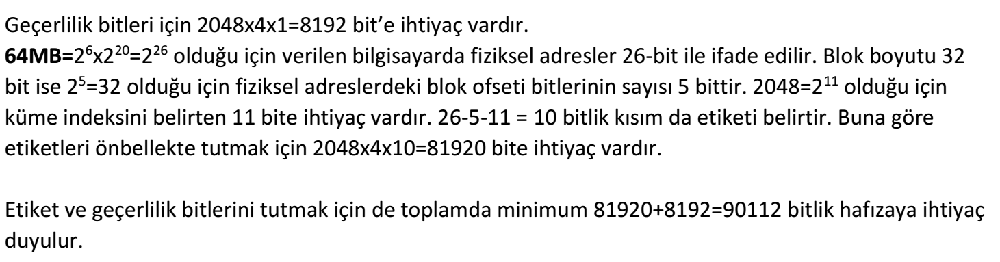 Geçerlilik bitleri için 2048x4x1=8192 bit’e ihtiyaç vardır.
64MB=2⁶x2²⁰=2²⁶ olduğu için verilen bilgisayarda fiziksel adresler 26-bit ile ifade edilir. Blok boyutu 32
bit ise 2⁵=32 olduğu için fiziksel adreslerdeki blok ofseti bitlerinin sayısı 5 bittir. 2048=2¹¹ olduğu için
küme indeksini belirten 11 bite ihtiyaç vardır. 26-5-11 = 10 bitlik kısım da etiketi belirtir. Buna göre
etiketleri önbellekte tutmak için 2048x4x10=81920 bite ihtiyaç vardır.
Etiket ve geçerlilik bitlerini tutmak için de toplamda minimum 81920+8192=90112 bitlik hafızaya ihtiyaç
duyulur.